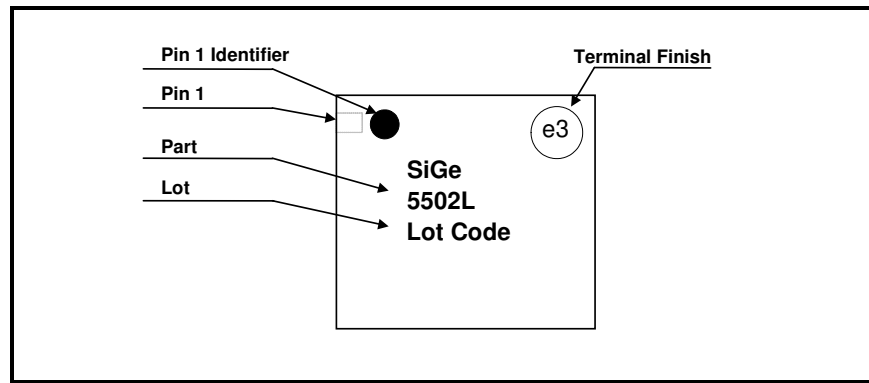 Pin 1 Identifier
Terminal Finish
Pin 1
e3
Part
SiGe
Lot
5502L
Lot Code